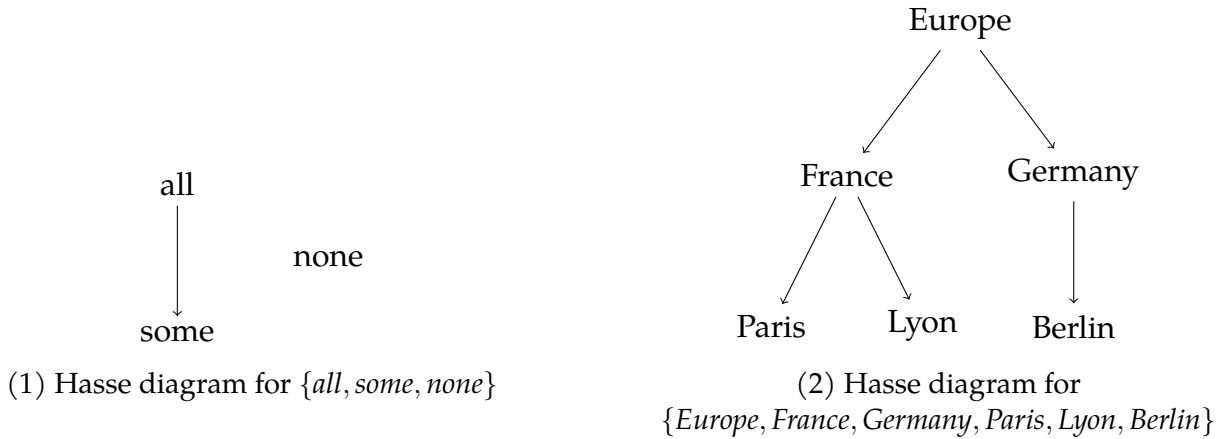 all
none
some
(1) Hasse diagram for {all, some, none}
Europe
France
Germany
Paris
Lyon
Berlin
(2) Hasse diagram for
{Europe, France, Germany, Paris, Lyon, Berlin}